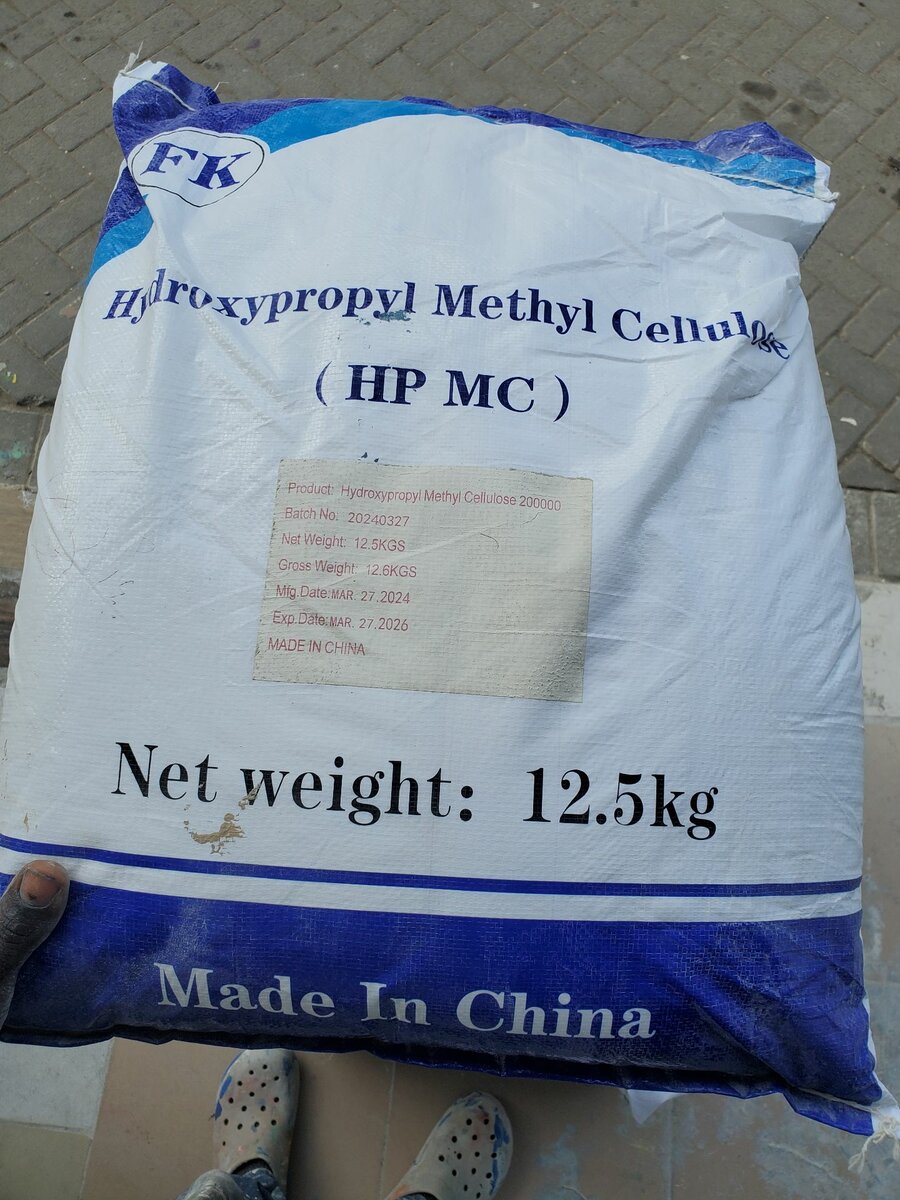 FK
Hydroxypropyl Methyl Cellulose
( HP MC )
Product: Hydroxypropyl Methyl Cellulose 200000
Batch No: 20240327
Net Weight: 12.5KGS
Gross Weight: 12.6KGS
Mfg.Date:MAR. 27.2024
Exp.Date:MAR. 27.2026
MADE IN CHINA
Net weight: 12.5kg
Made In China